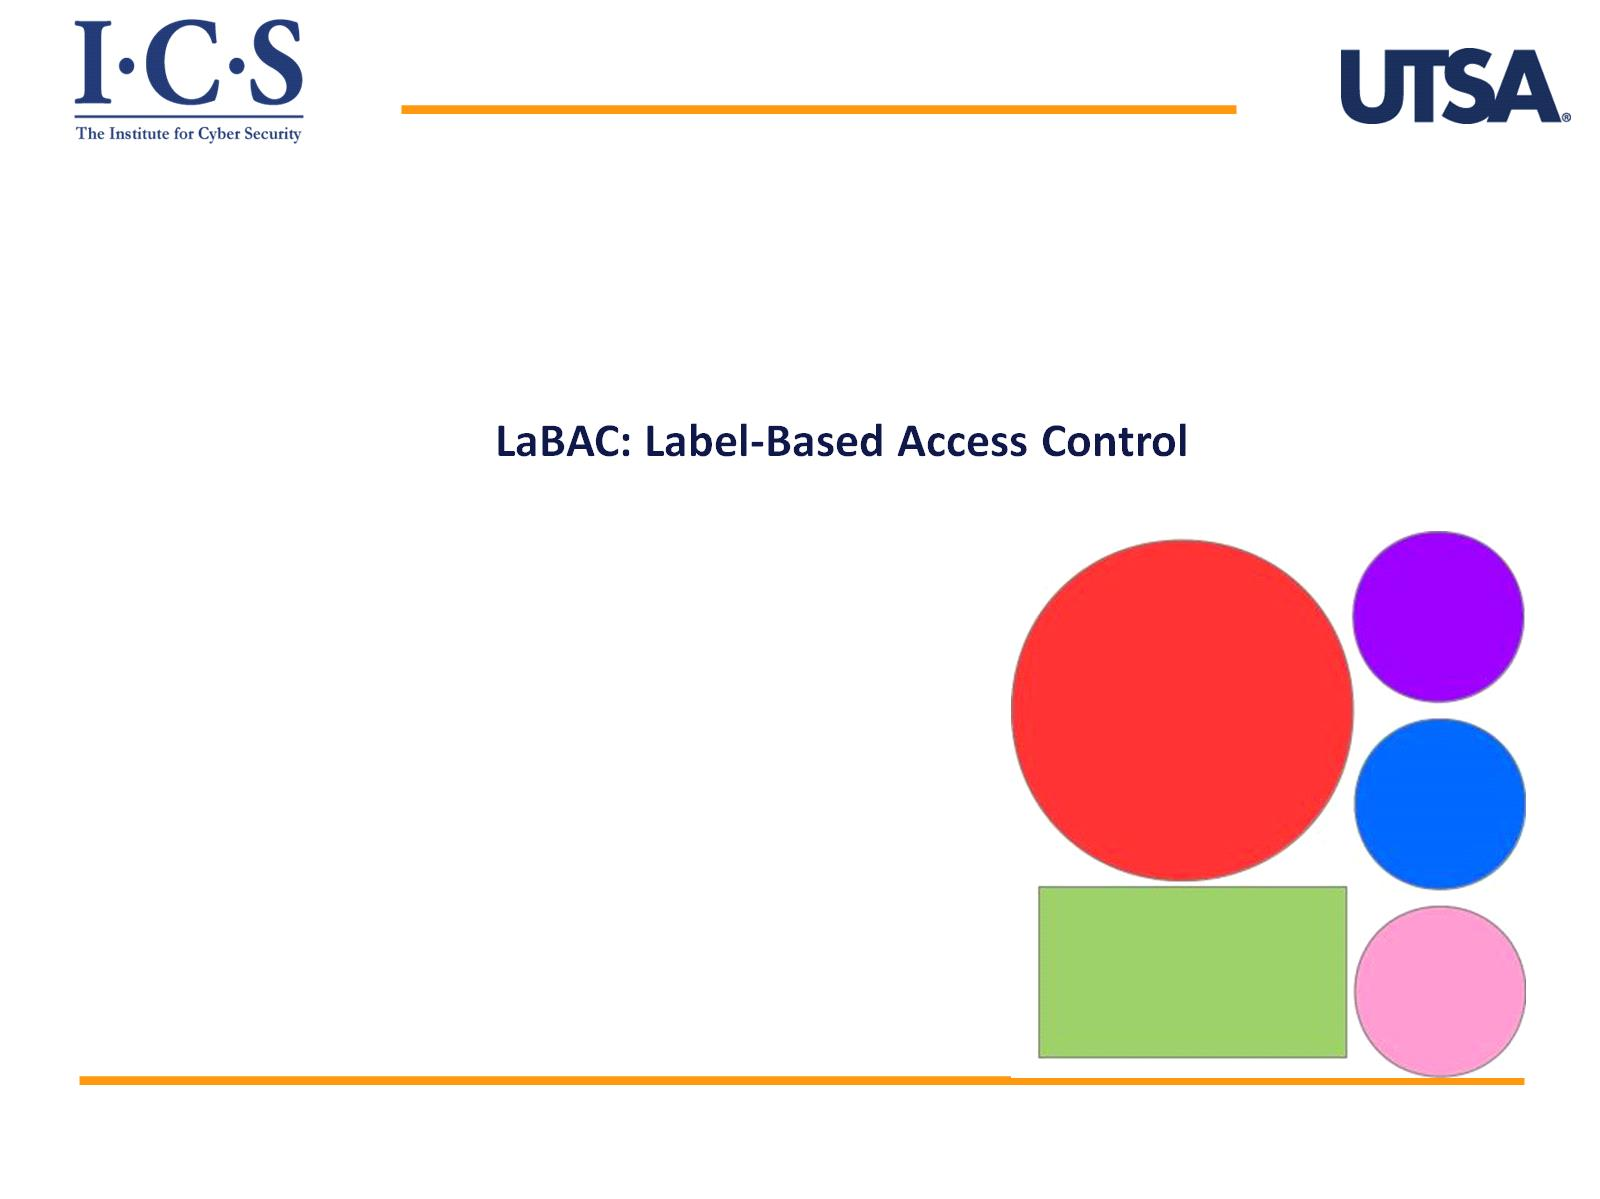 I·C·S
The Institute for Cyber Security
UTSA®
LaBAC: Label-Based Access Control